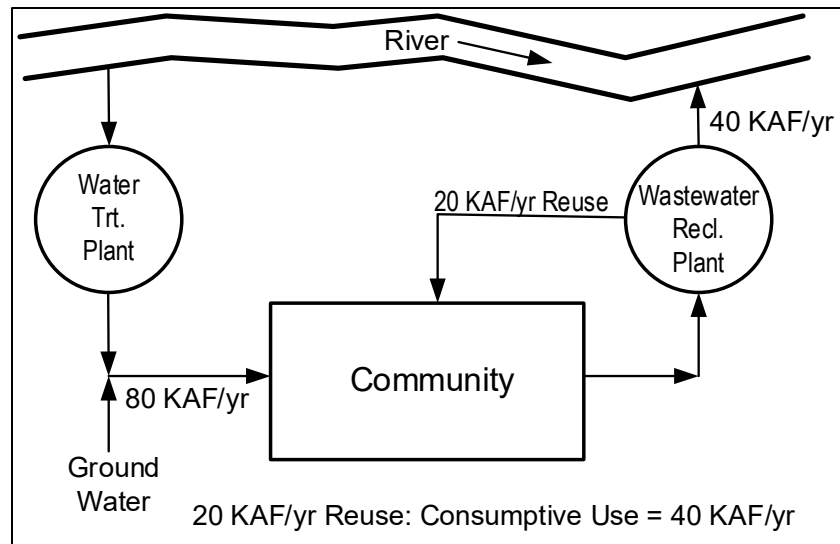 River
40 KAF/yr
Water
Trt.
Plant
20 KAF/yr Reuse
Wastewater
Recl.
Plant
Community
80 KAF/yr
Ground
Water
20 KAF/yr Reuse: Consumptive Use = 40 KAF/yr